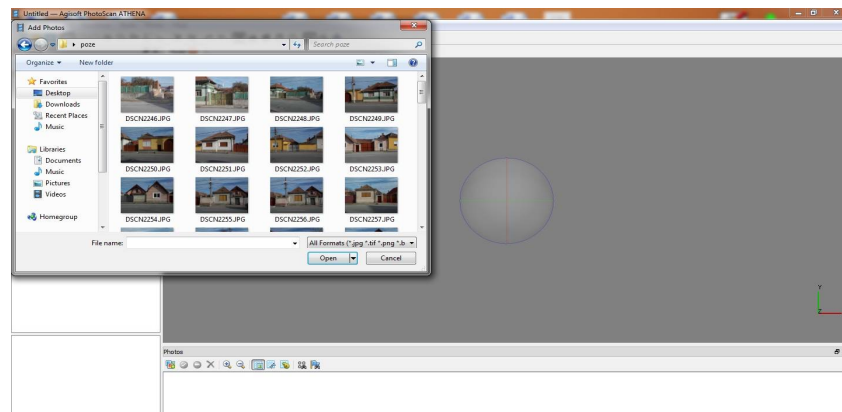 Untitled — Agisoft PhotoScan ATHENA
Add Photos
poze
Search poze
Organize
New folder
Favorites
Desktop
Downloads
Recent Places
Music
Libraries
Documents
Music
Pictures
Videos
Homegroup
DSCN2246.JPG DSCN2247.JPG DSCN2248.JPG DSCN2249.JPG
DSCN2250.JPG DSCN2251.JPG DSCN2252.JPG DSCN2253.JPG
DSCN2254.JPG DSCN2255.JPG DSCN2256.JPG DSCN2257.JPG
File name:
All Formats (*.jpg *.tif *.png *.b
Open
Cancel
Y
Photos